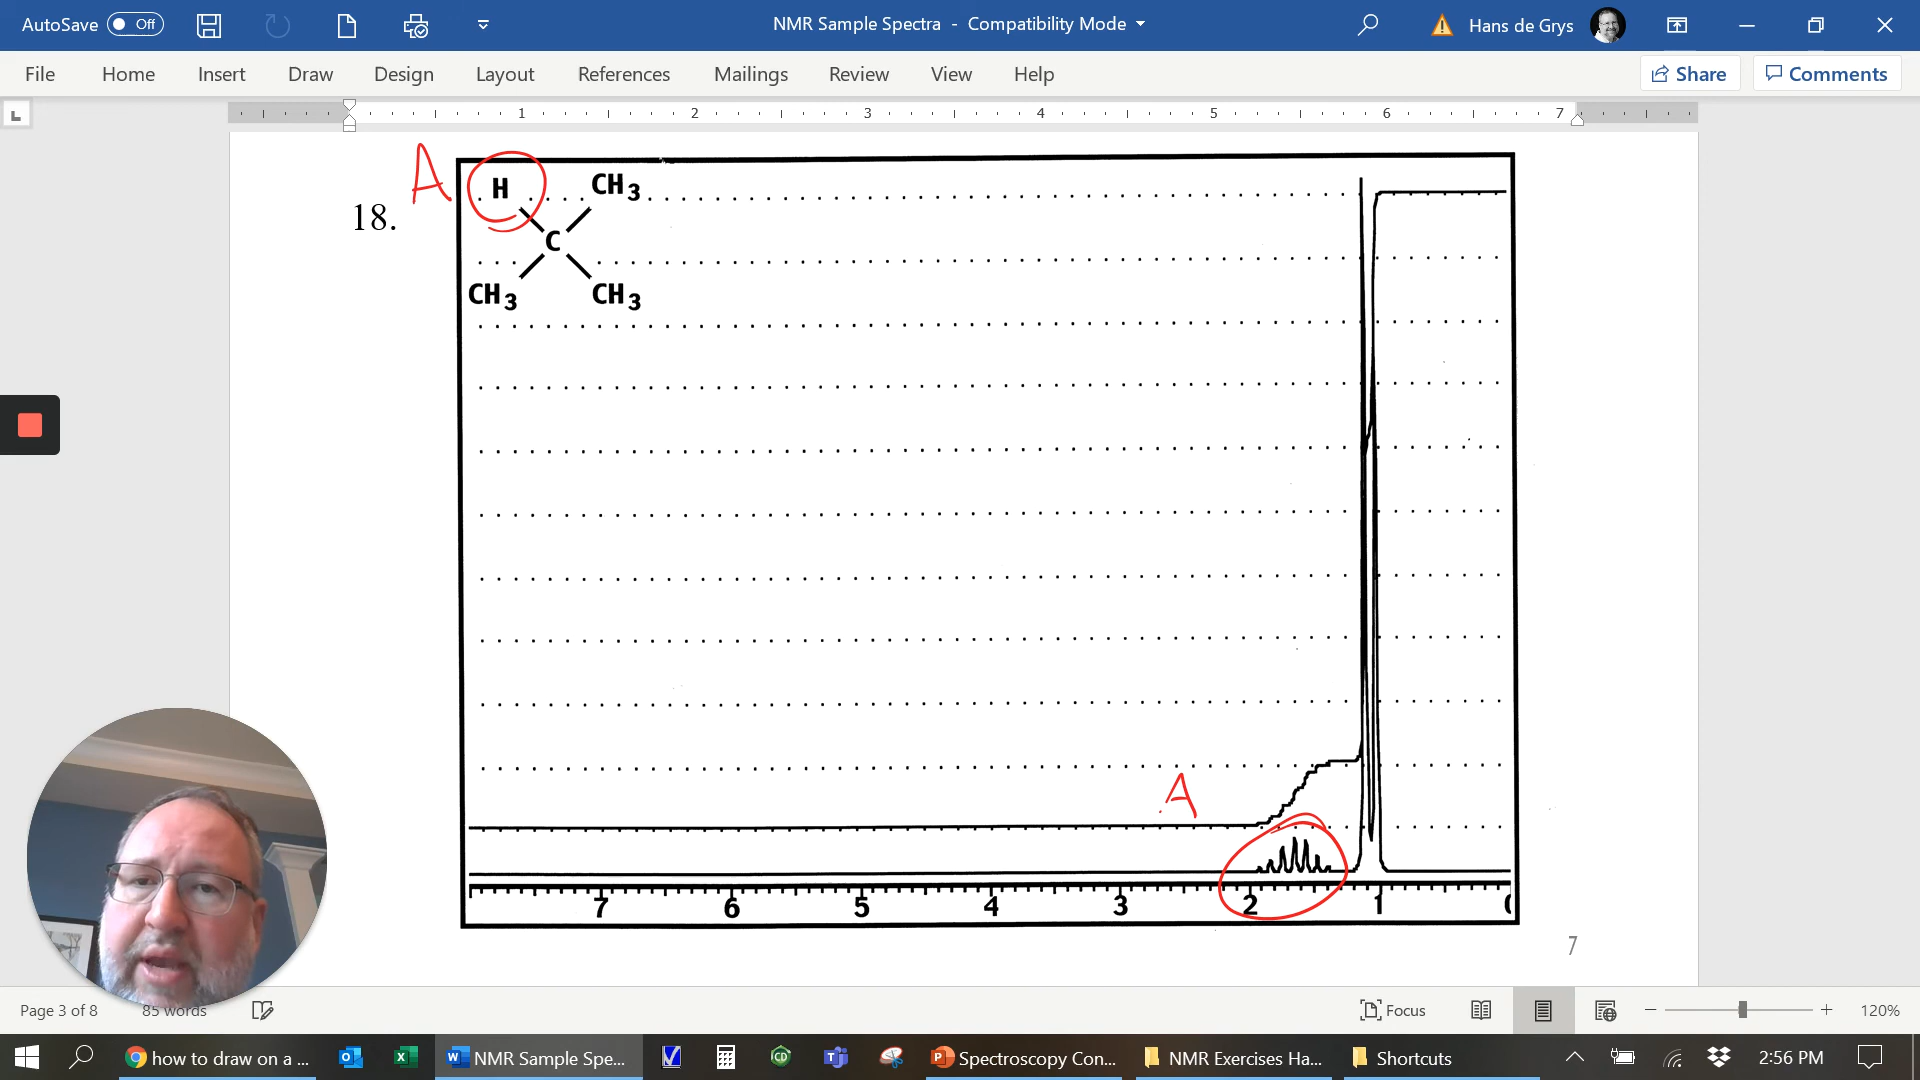 AutoSave Off NMR Sample Spectra - Compatibility Mode Hans de Grys
File Home Insert Draw Design Layout References Mailings Review View Help Share Comments
1 2 3 4 5 6 7
A
18.
H CH3
C
CH3 CH3
A
7 6 5 4 3 2 1 0
7
Page 3 of 8 85 words Focus 120%
how to draw on a ... NMR Sample Spe... Spectroscopy Con... NMR Exercises Ha... Shortcuts 2:56 PM